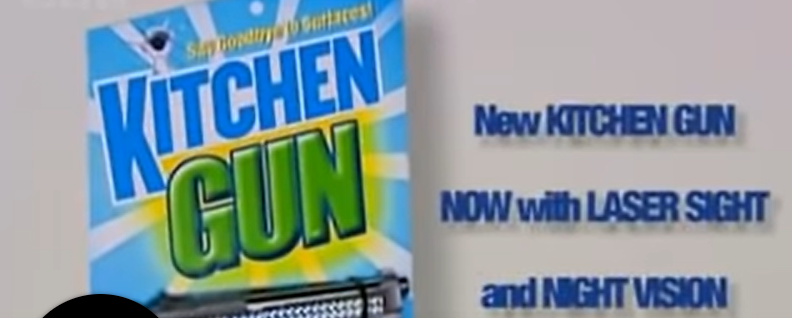 Say Goodbye to Surfaces!
KITCHEN
GUN
New KITCHEN GUN
NOW with LASER SIGHT
and NIGHT VISION